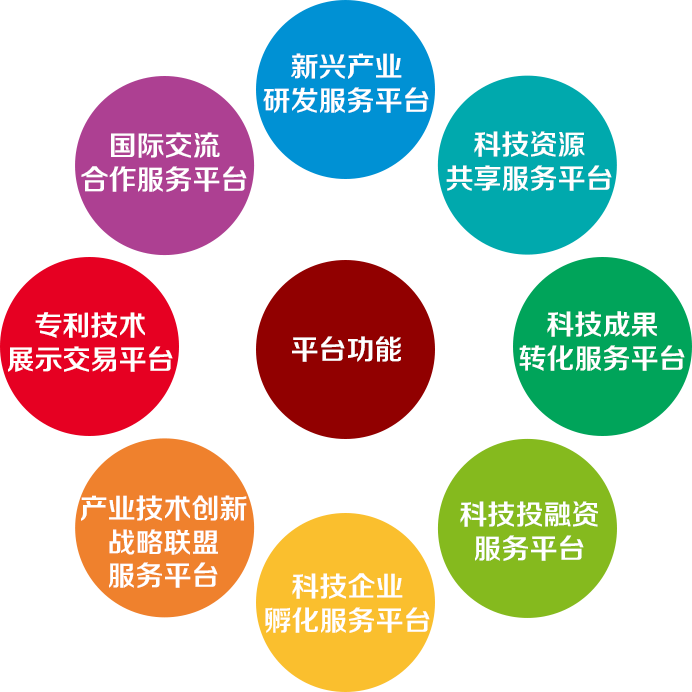 新兴产业
研发服务平台
科技资源
共享服务平台
科技成果
转化服务平台
科技投融资
服务平台
科技企业
孵化服务平台
产业技术创新
战略联盟
服务平台
专利技术
展示交易平台
国际交流
合作服务平台
平台功能